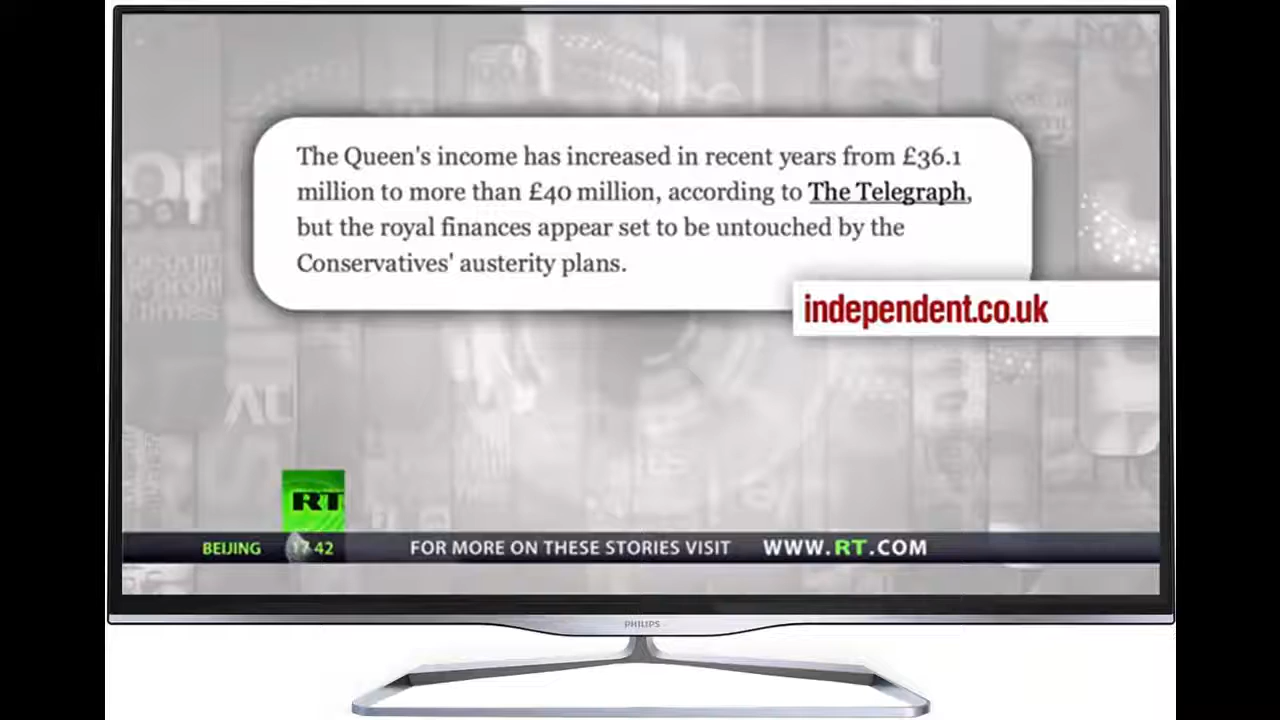 The Queen's income has increased in recent years from £36.1
million to more than £40 million, according to The Telegraph,
but the royal finances appear set to be untouched by the
Conservatives' austerity plans.
independent.co.uk
RT
BEIJING 17:42 FOR MORE ON THESE STORIES VISIT WWW.RT.COM
PHILIPS